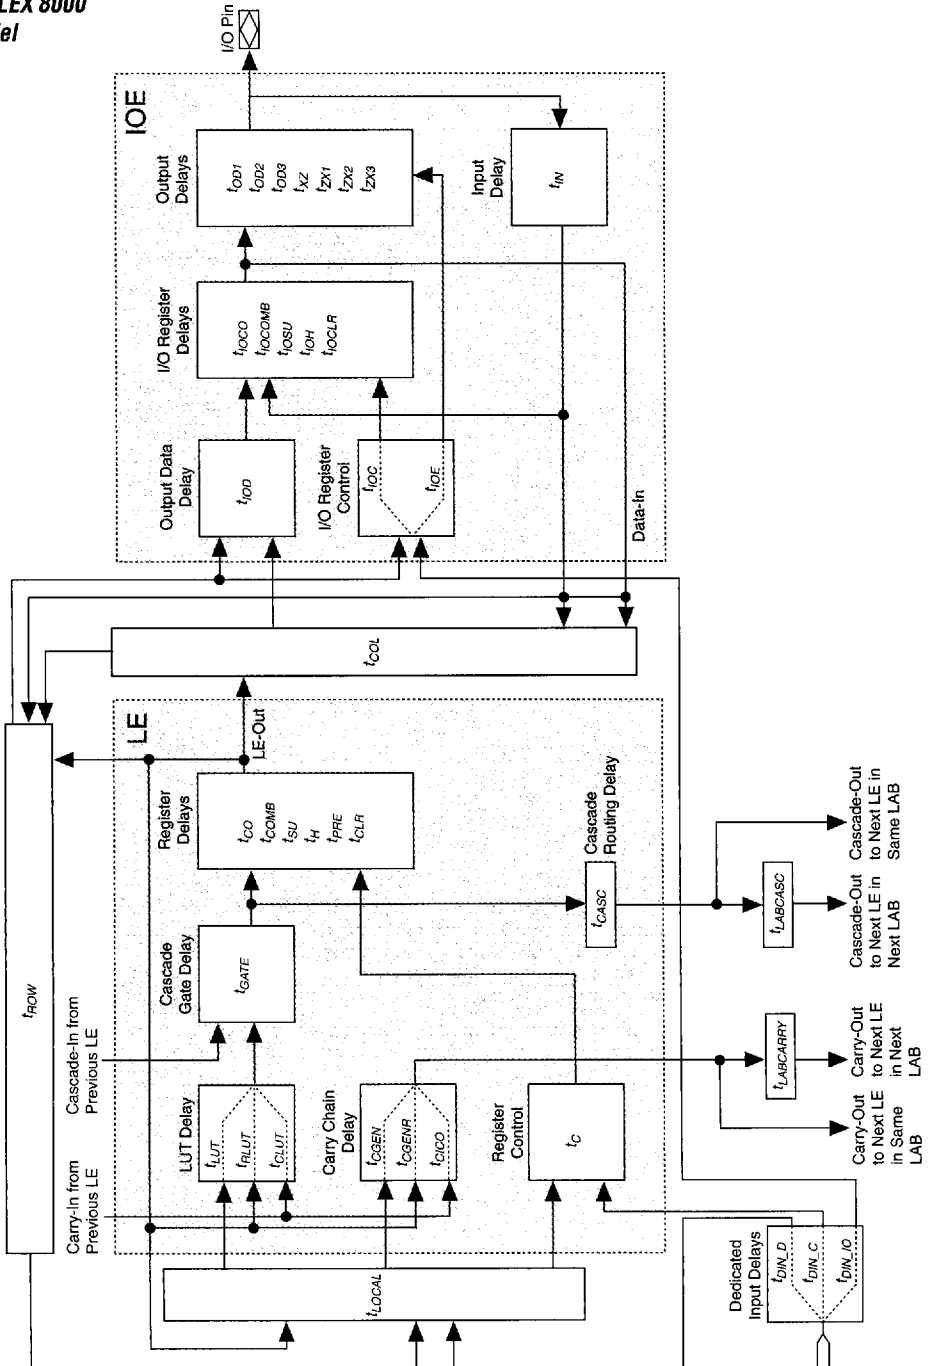 LEX 8000
el
I/O Pin
IOE
Output
Delays
tOD1
tOD2
tOD3
tXZ
tZX1
tZX2
tZX3
Input
Delay
tIN
I/O Register
Delays
tIOCO
tIOCOMB
tIOSU
tIOH
tIOCLR
Output Data
Delay
tIOD
I/O Register
Control
tIOC
tIOE
Data-In
tCOL
tROW
LE
LE-Out
Register
Delays
tCO
tCOMB
tSU
tH
tPRE
tCLR
Cascade
Gate Delay
tGATE
Cascade
Routing Delay
tCASC
Cascade-In from
Previous LE
LUT Delay
tLUT
tRLUT
tCLUT
Carry Chain
Delay
tCGEN
tCGENR
tCICO
Register
Control
tC
Carry-In from
Previous LE
tLOCAL
tLABCASC
tLABCARRY
Cascade-Out
to Next LE in
Same LAB
Cascade-Out
to Next LE in
Next LAB
Carry-Out
to Next LE
in Next
LAB
Carry-Out
to Next LE
in Same
LAB
Dedicated
Input Delays
tDIN_D
tDIN_C
tDIN_IO